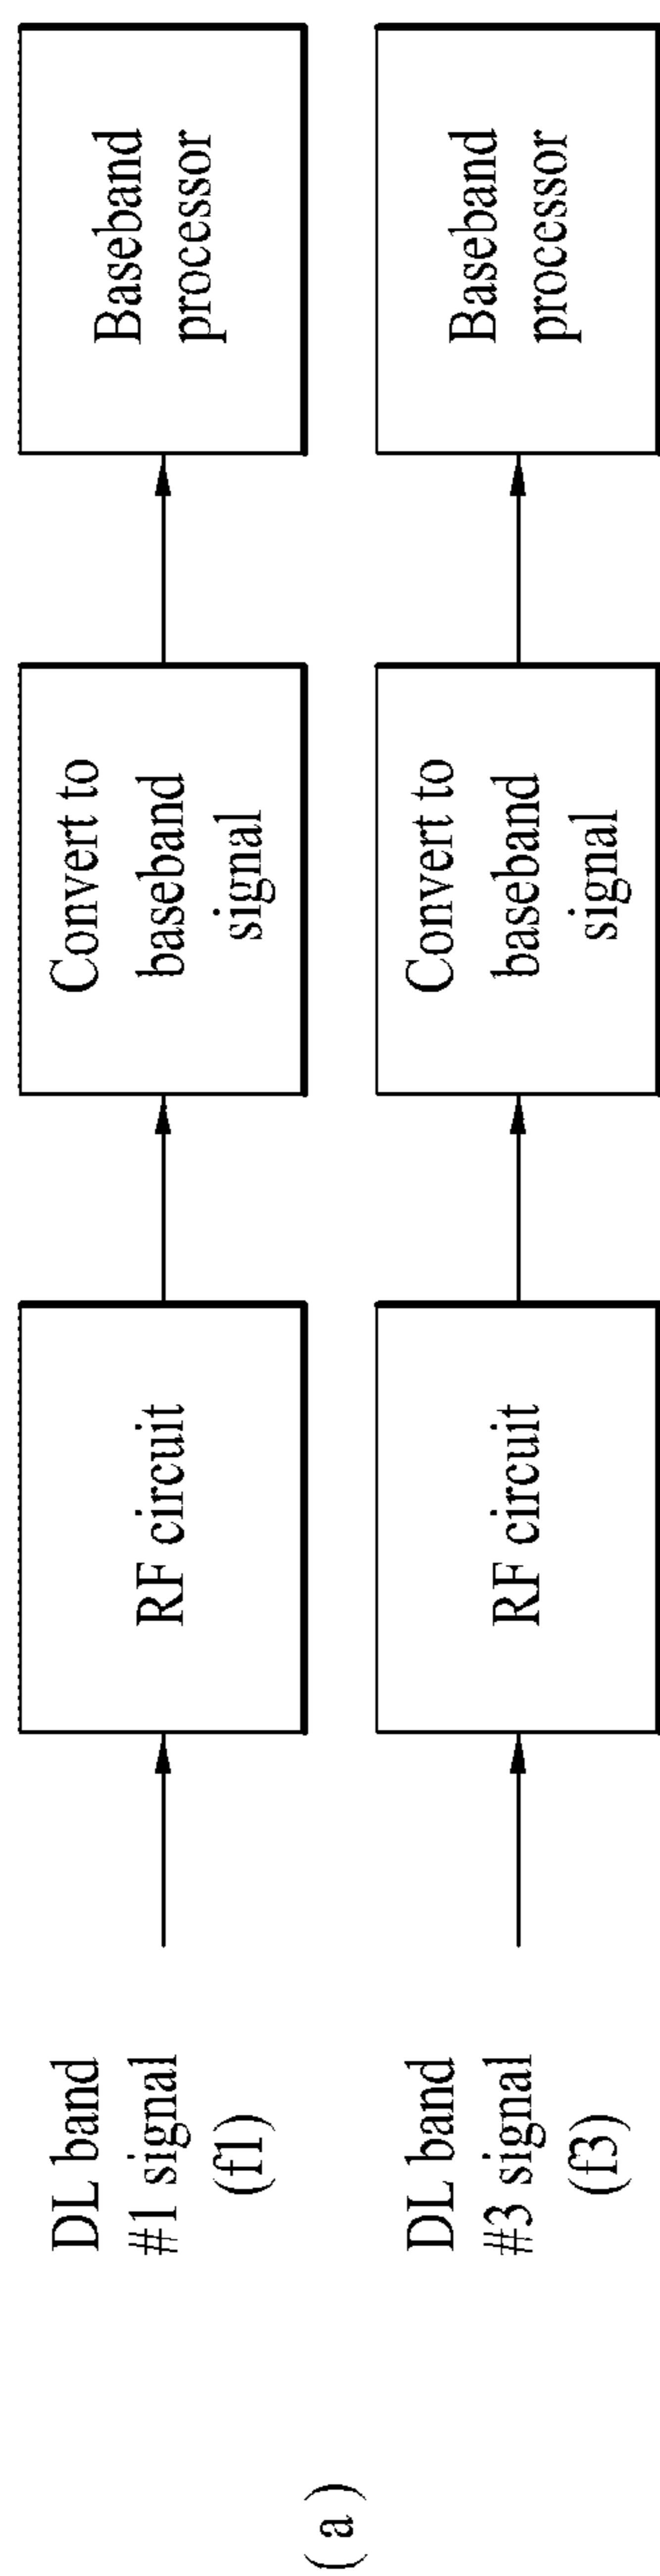 ( a )
DL band
#1 signal
(f1)
RF circuit
Convert to
baseband
signal
Baseband
processor
DL band
#3 signal
(f3)
RF circuit
Convert to
baseband
signal
Baseband
processor